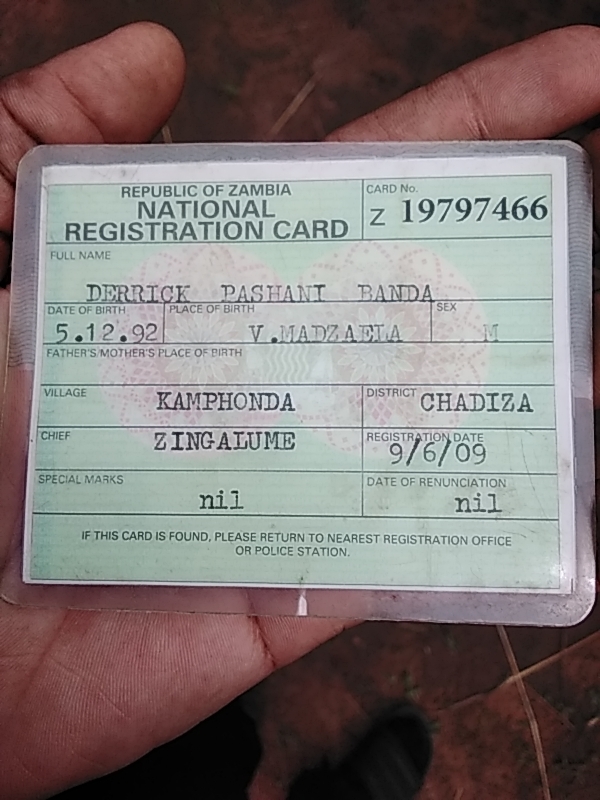 REPUBLIC OF ZAMBIA
NATIONAL
REGISTRATION CARD
CARD No.
Z 19797466
FULL NAME
DERRICK PASHANI BANDA
DATE OF BIRTH
5.12.92
PLACE OF BIRTH
V.MADZAELA
SEX
M
FATHER'S/MOTHER'S PLACE OF BIRTH
VILLAGE KAMPHONDA
DISTRICT CHADIZA
CHIEF ZINGALUME
REGISTRATION DATE
9/6/09
SPECIAL MARKS
nil
DATE OF RENUNCIATION
nil
IF THIS CARD IS FOUND, PLEASE RETURN TO NEAREST REGISTRATION OFFICE
OR POLICE STATION.